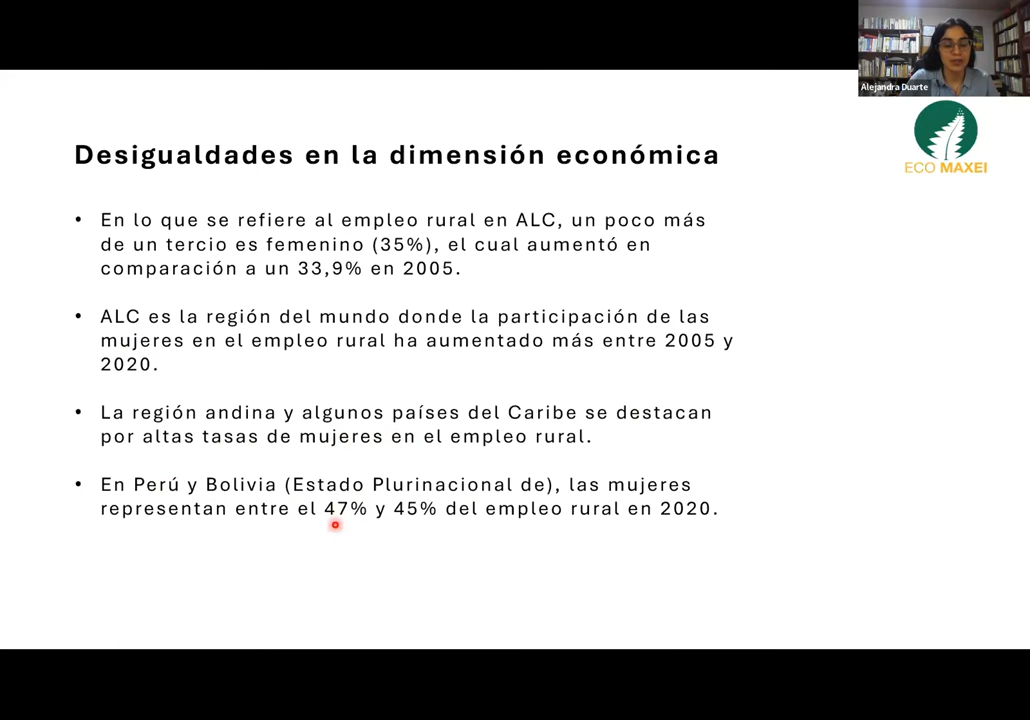 Alejandra Duarte
ECO MAXEI
Desigualdades en la dimensión económica
• En lo que se refiere al empleo rural en ALC, un poco más
de un tercio es femenino (35%), el cual aumentó en
comparación a un 33,9% en 2005.
• ALC es la región del mundo donde la participación de las
mujeres en el empleo rural ha aumentado más entre 2005 y
2020.
• La región andina y algunos países del Caribe se destacan
por altas tasas de mujeres en el empleo rural.
• En Perú y Bolivia (Estado Plurinacional de), las mujeres
representan entre el 47% y 45% del empleo rural en 2020.